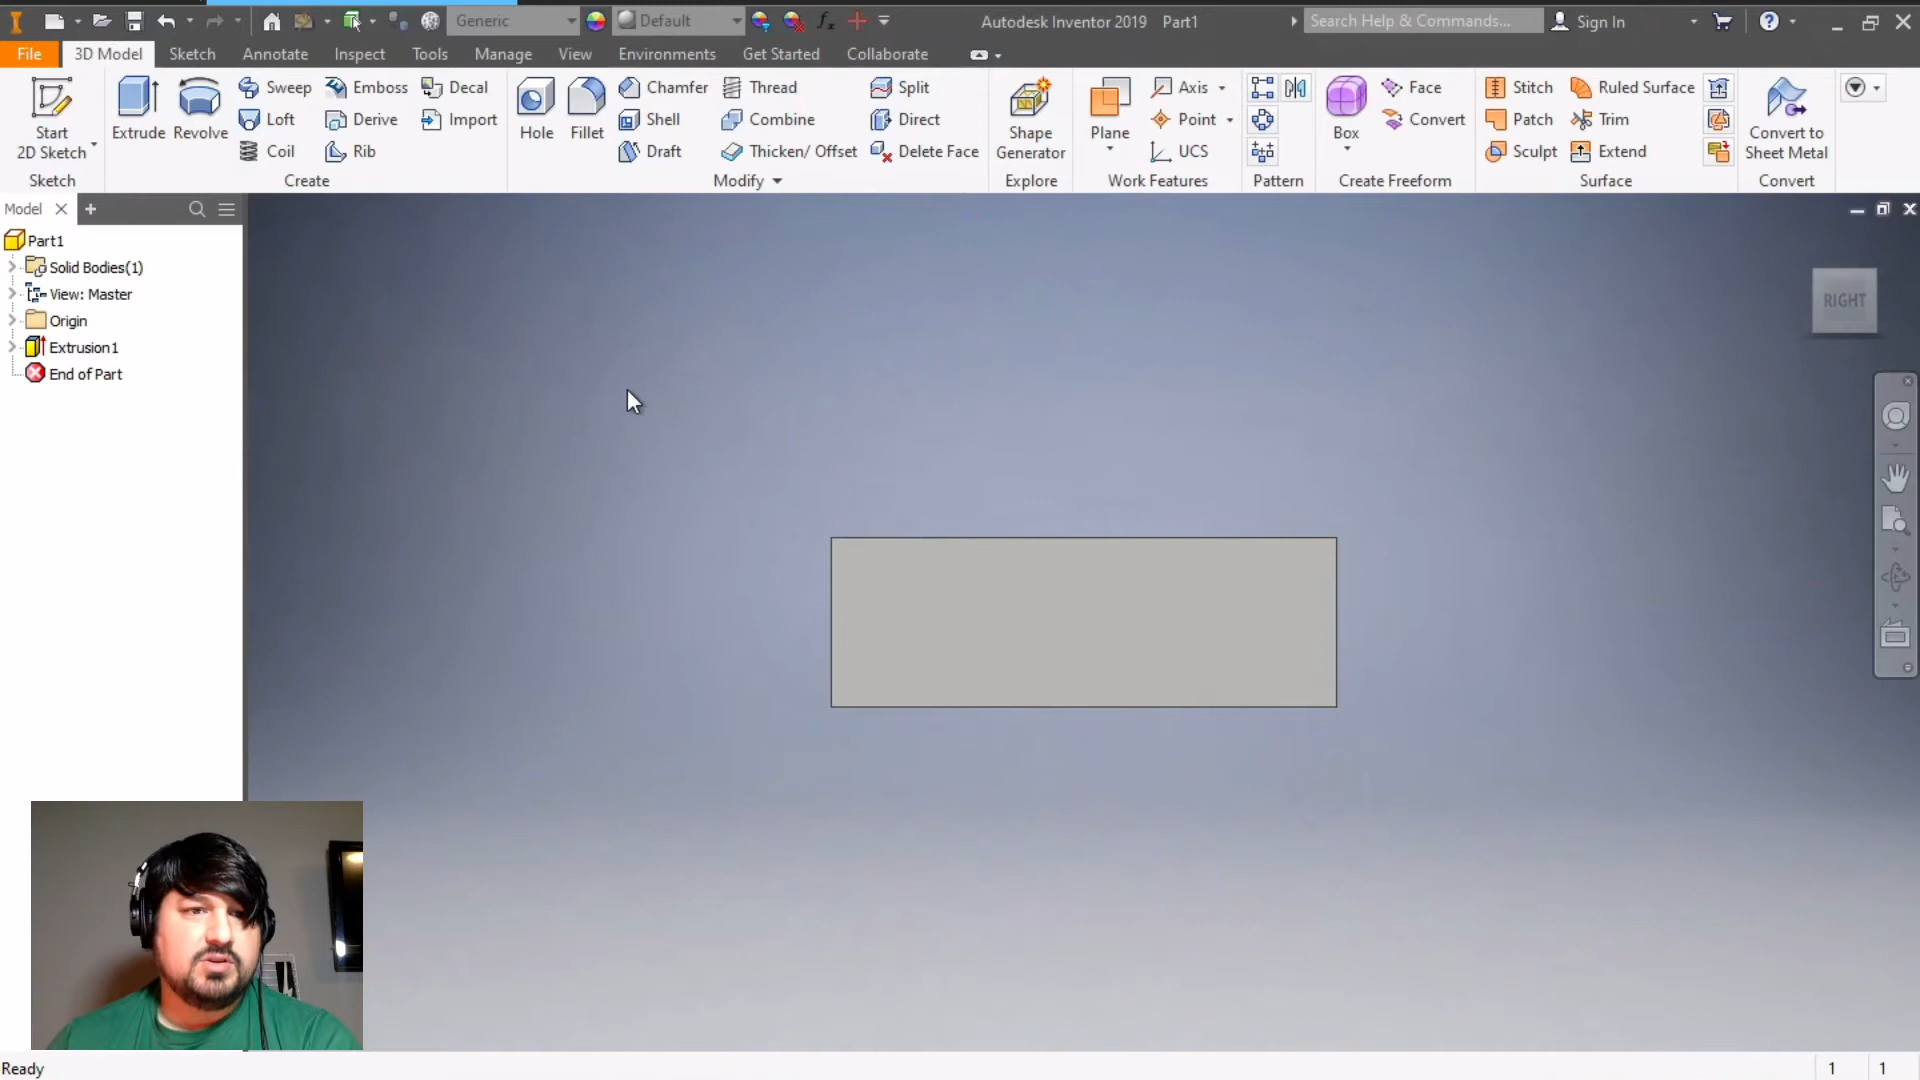 Generic
Default
Autodesk Inventor 2019 Part1
Search Help & Commands...
Sign In
File
3D Model
Sketch
Annotate
Inspect
Tools
Manage
View
Environments
Get Started
Collaborate
Start
2D Sketch
Sketch
Extrude
Revolve
Sweep
Loft
Coil
Emboss
Derive
Rib
Decal
Import
Create
Hole
Fillet
Chamfer
Shell
Draft
Thread
Combine
Thicken/ Offset
Split
Direct
Delete Face
Modify
Shape
Generator
Explore
Plane
Axis
Point
UCS
Work Features
Pattern
Box
Face
Convert
Create Freeform
Stitch
Patch
Sculpt
Ruled Surface
Trim
Extend
Surface
Convert to
Sheet Metal
Convert
Model
Part1
Solid Bodies(1)
View: Master
Origin
Extrusion1
End of Part
RIGHT
Ready
1 1